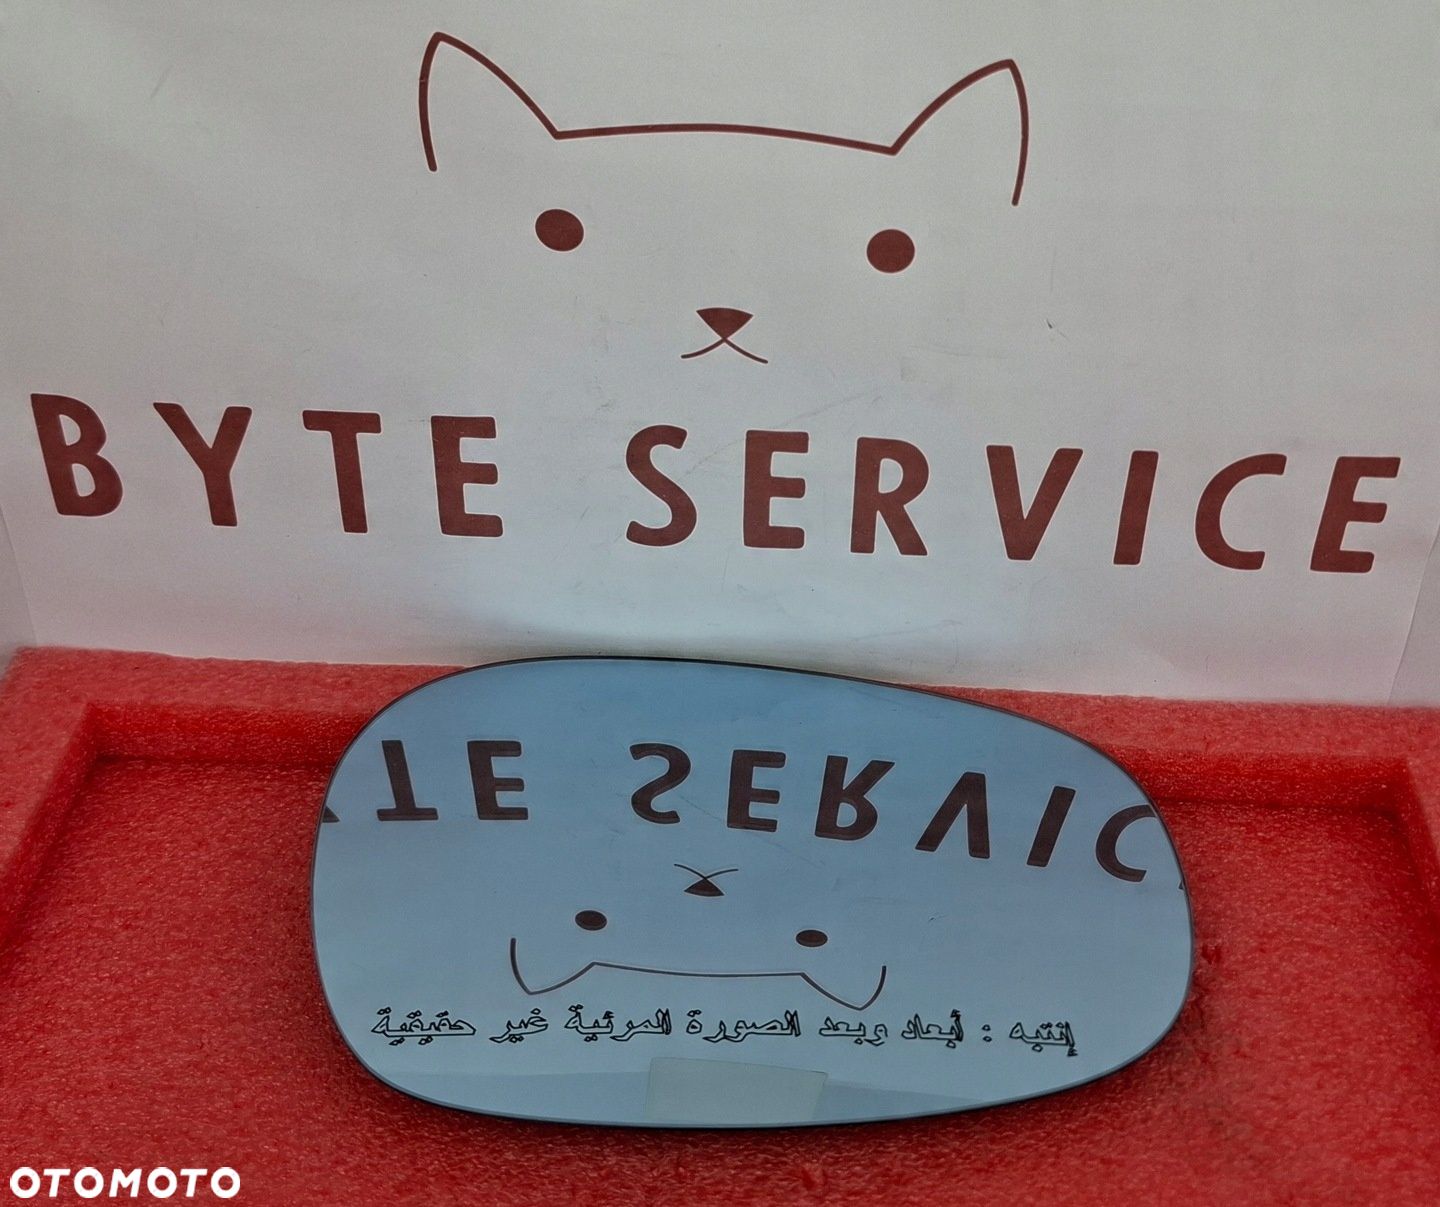 BYTE SERVICE
TE SERVIC
إنتبه : أبعاد وبعد الصورة المرئية غير حقيقية
OTOMOTO